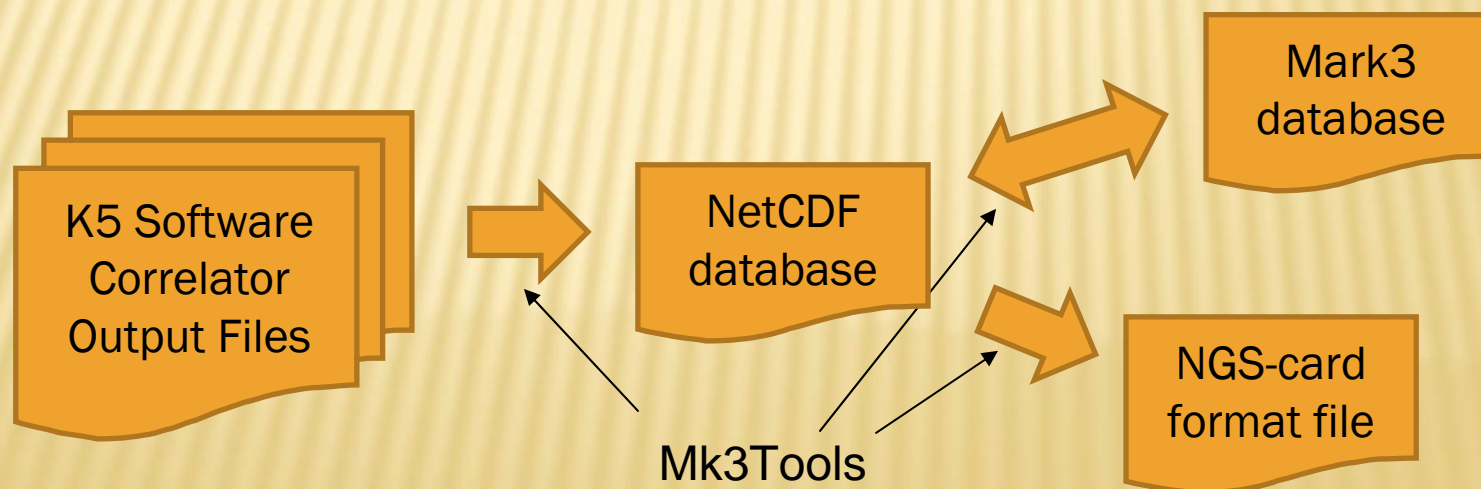 K5 Software
Correlator
Output Files
NetCDF
database
Mark3
database
NGS-card
format file
Mk3Tools